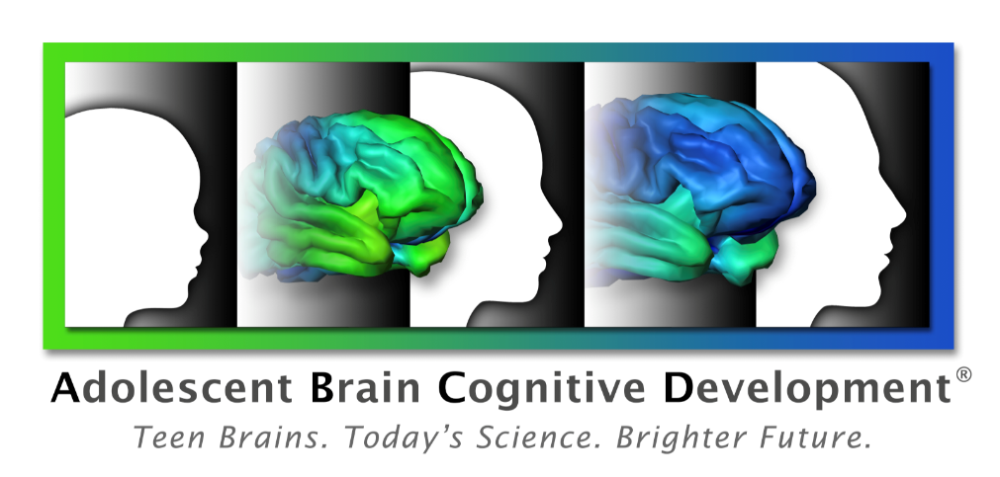 Adolescent Brain Cognitive Development®
Teen Brains. Today's Science. Brighter Future.